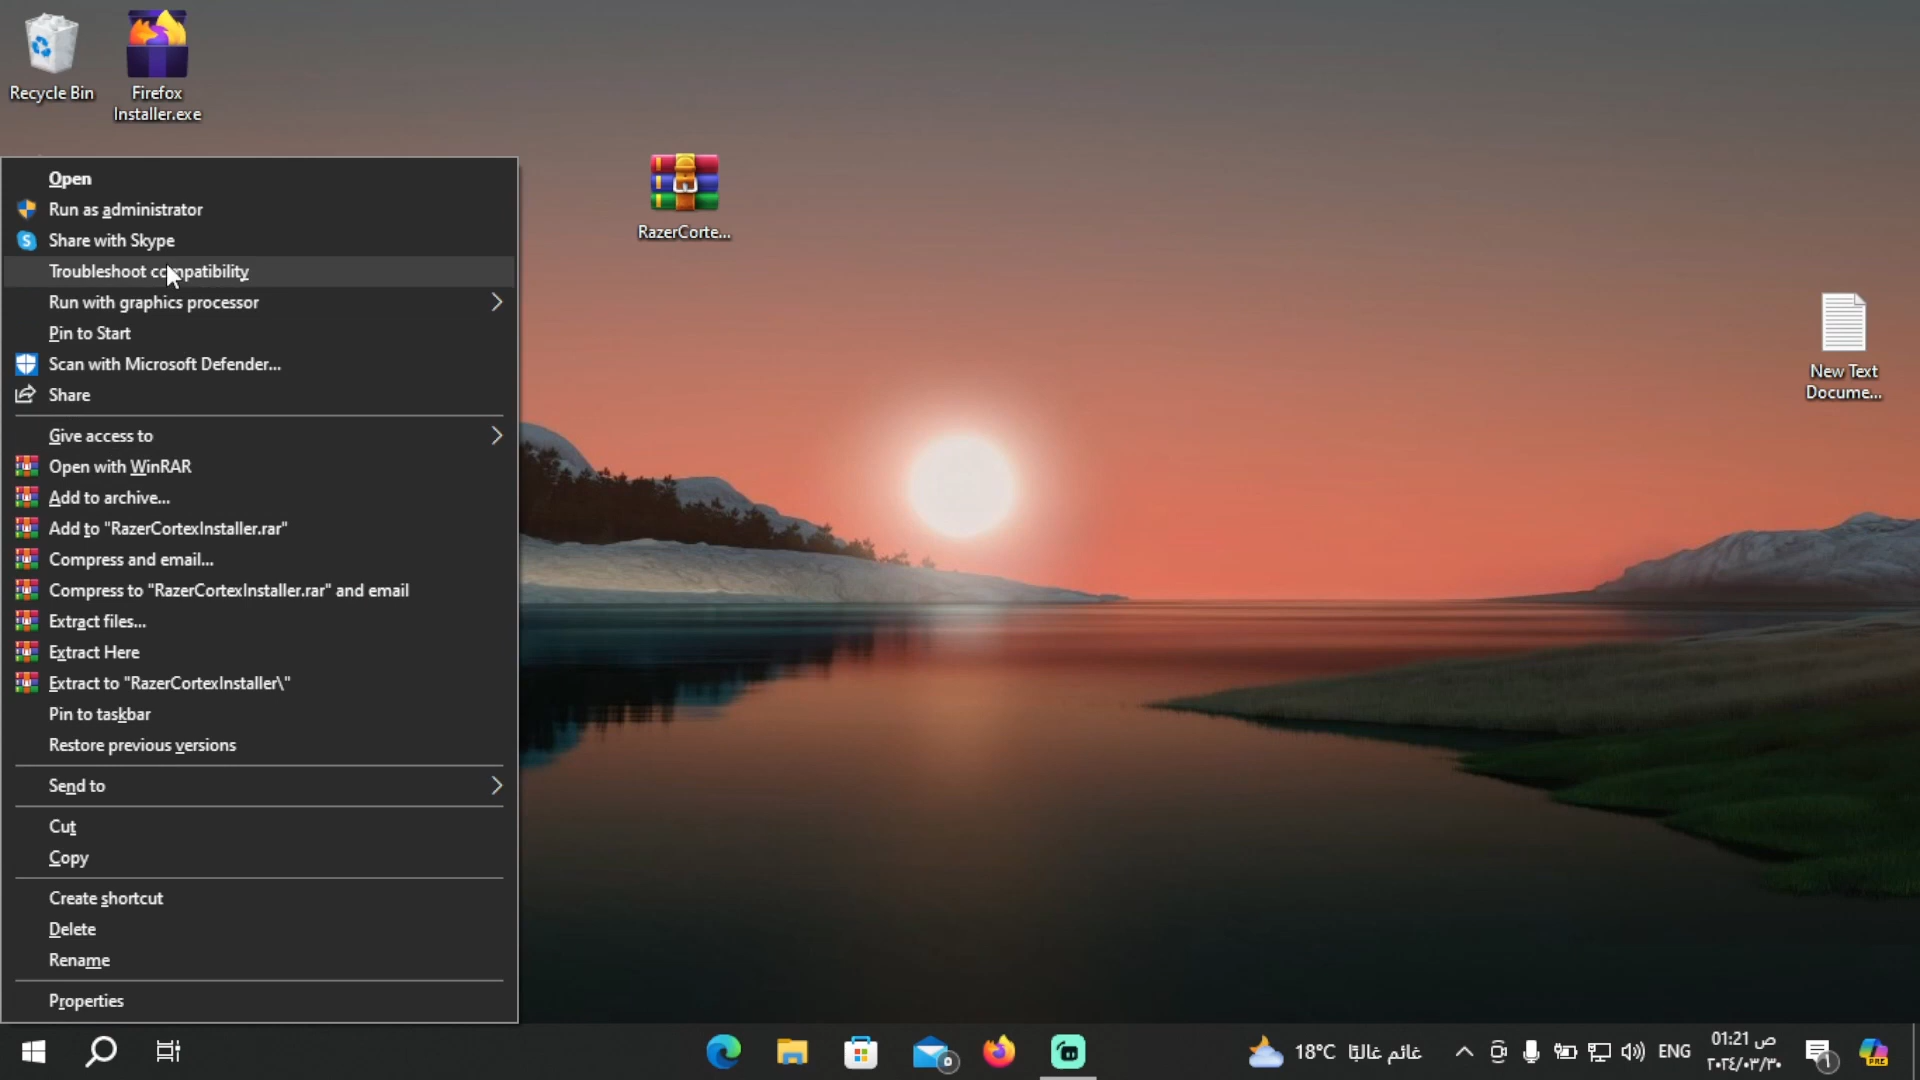 Recycle Bin
Firefox
Installer.exe
Open
Run as administrator
Share with Skype
Troubleshoot compatibility
Run with graphics processor
Pin to Start
Scan with Microsoft Defender...
Share
Give access to
Open with WinRAR
Add to archive...
Add to "RazerCortexInstaller.rar"
Compress and email...
Compress to "RazerCortexInstaller.rar" and email
Extract files...
Extract Here
Extract to "RazerCortexInstaller\"
Pin to taskbar
Restore previous versions
Send to
Cut
Copy
Create shortcut
Delete
Rename
Properties
RazerCorte...
New Text
Docume...
18°C غائم غالبًا
ENG
01:21 ص
٢٠٢٤/٠٣/٣٠
1
PRE